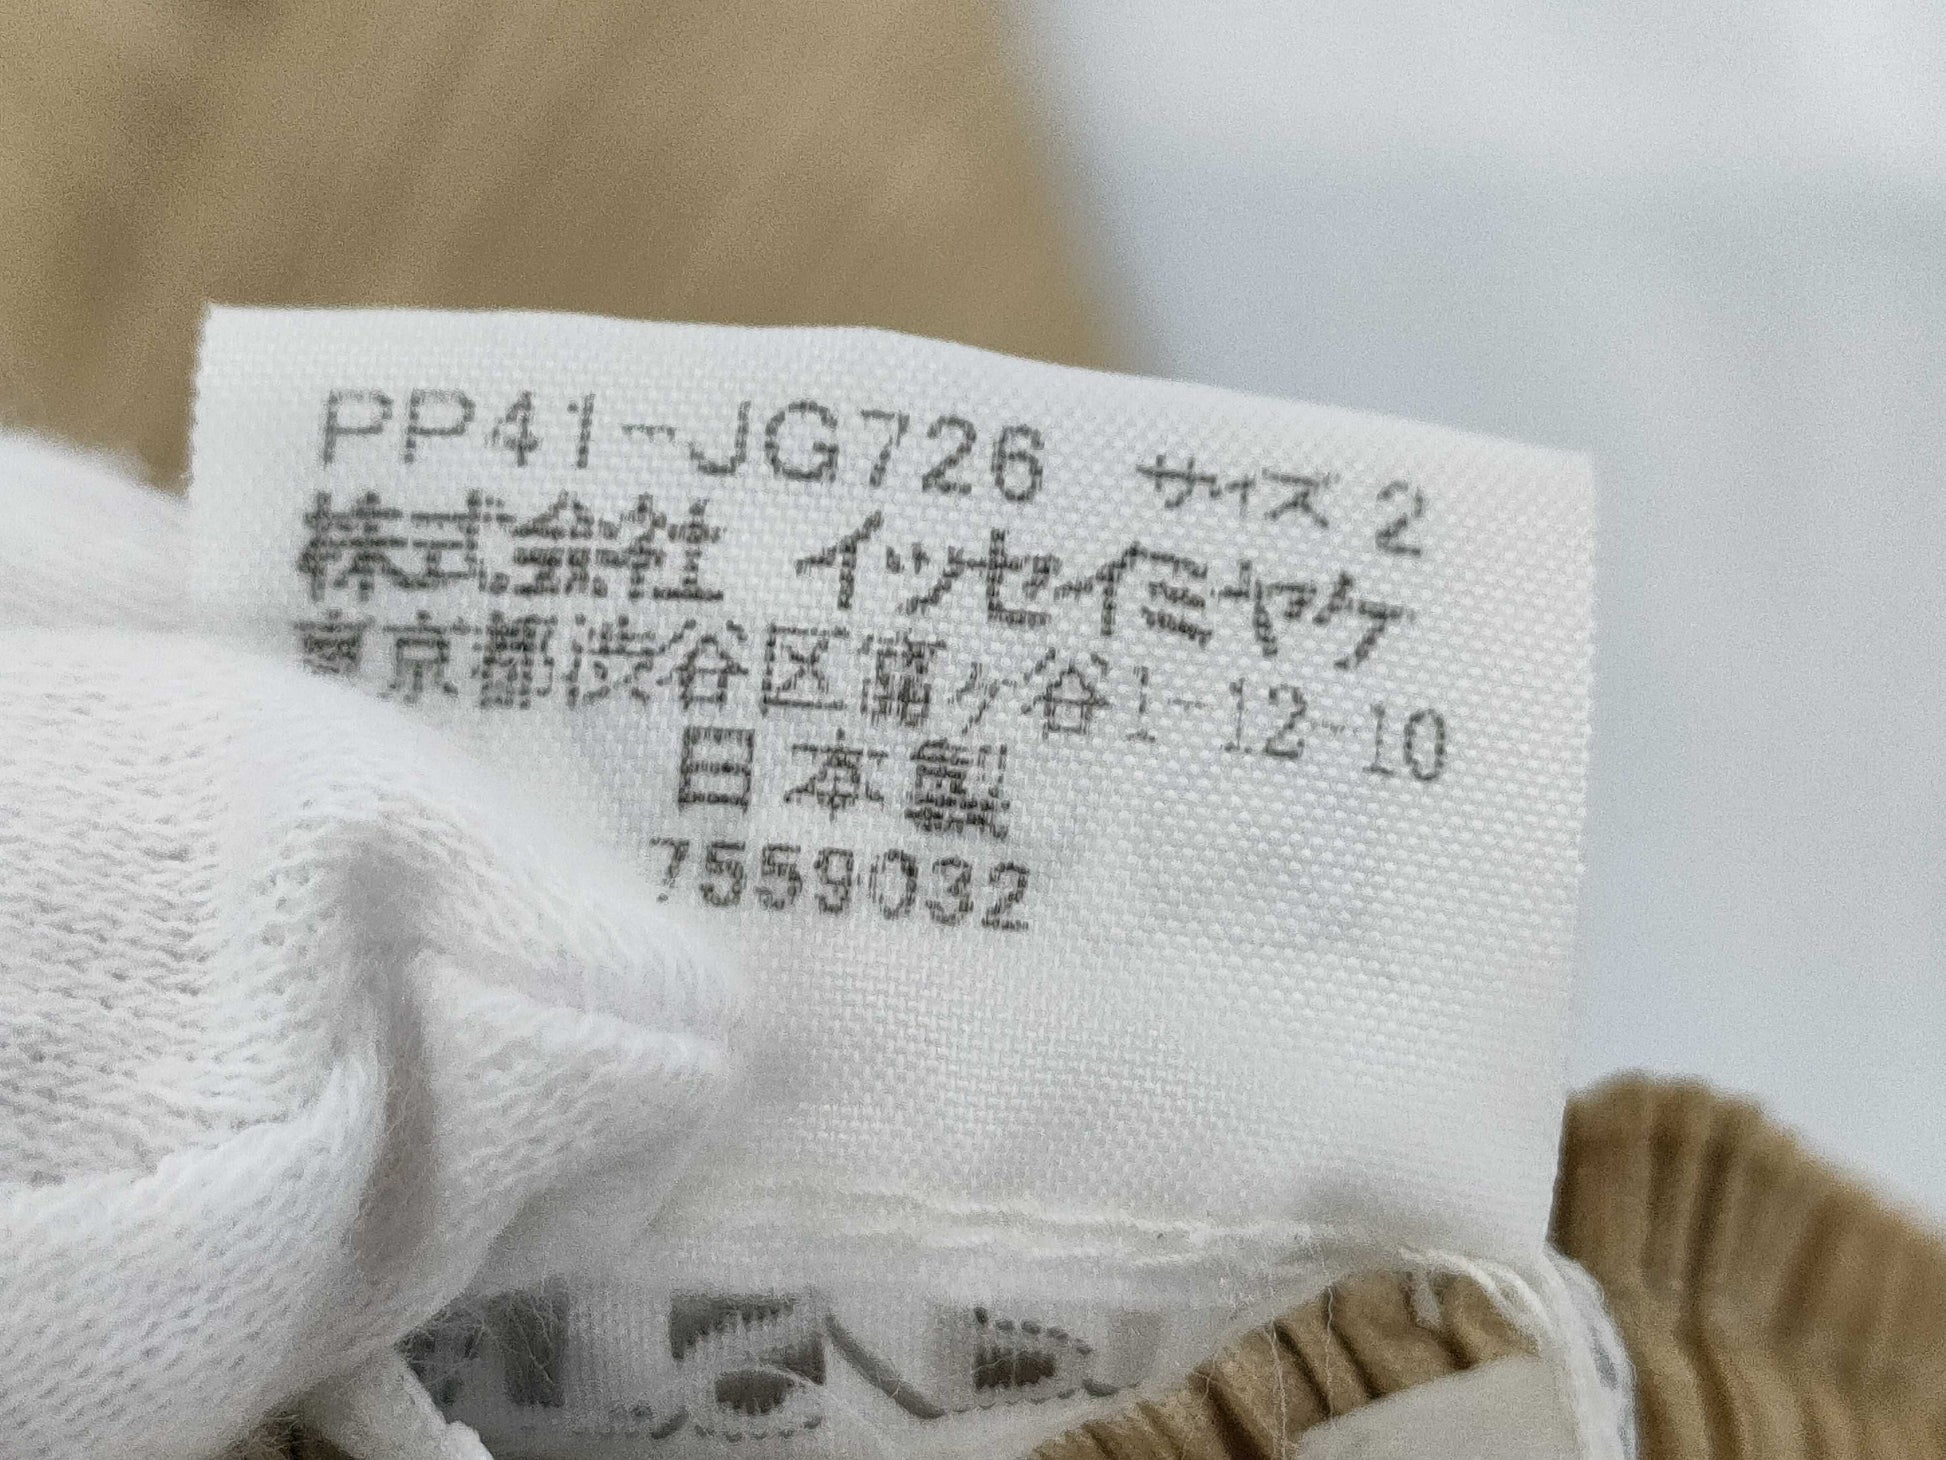 PP41-JG726 サイズ 2
株式会社 イッセイミヤケ
東京都渋谷区富ヶ谷1-12-10
日本製
7559032